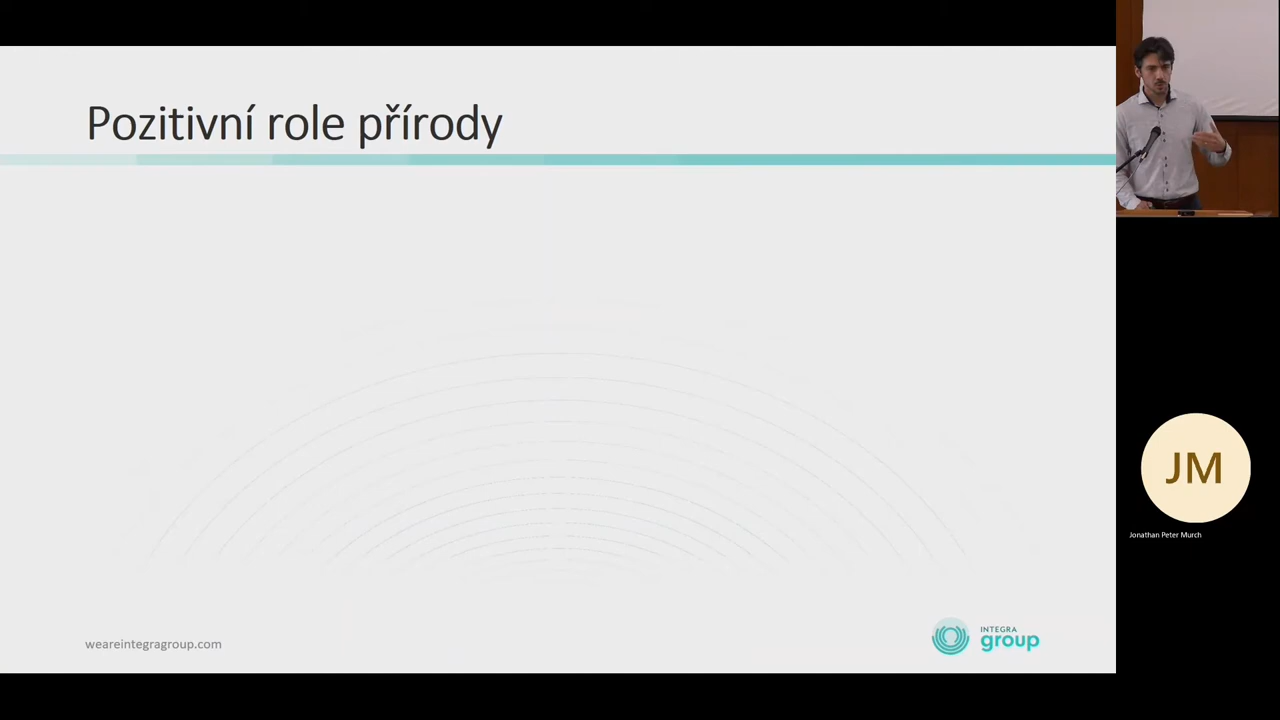 Pozitivní role přírody
JM
Jonathan Peter Murch
weareintegragroup.com
INTEGRA
group